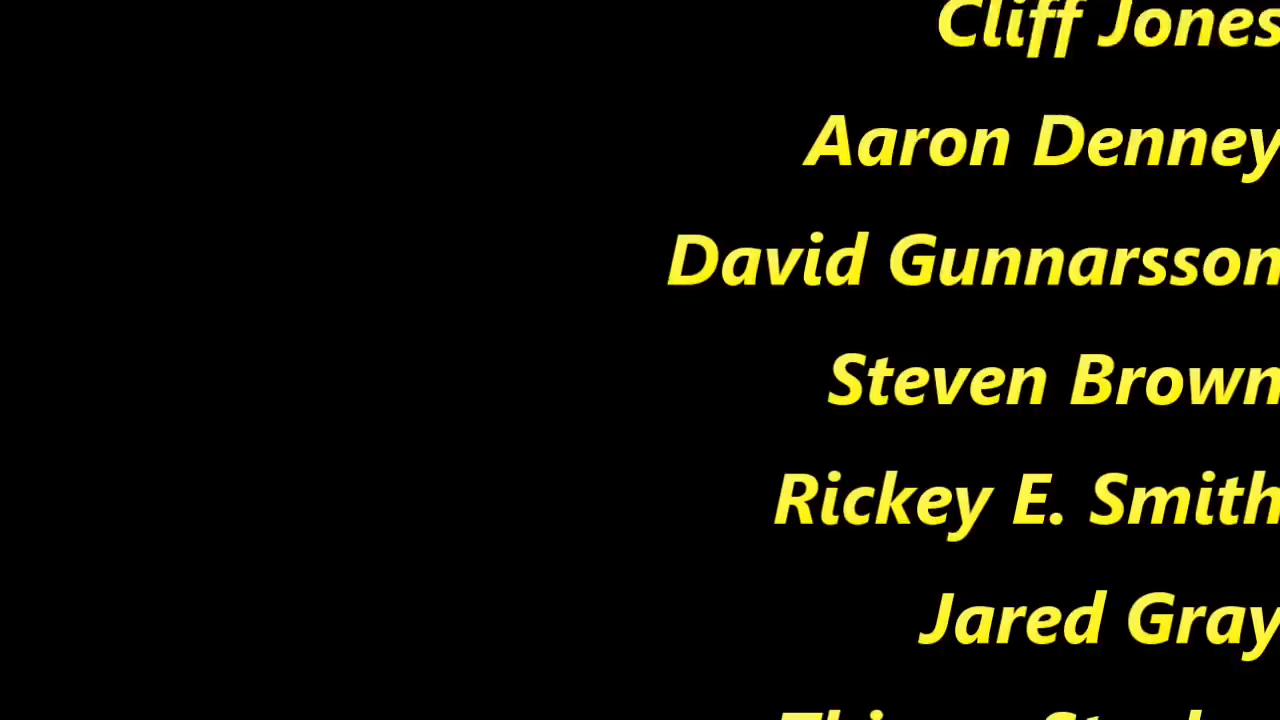 Cliff Jones
Aaron Denney
David Gunnarsson
Steven Brown
Rickey E. Smith
Jared Gray